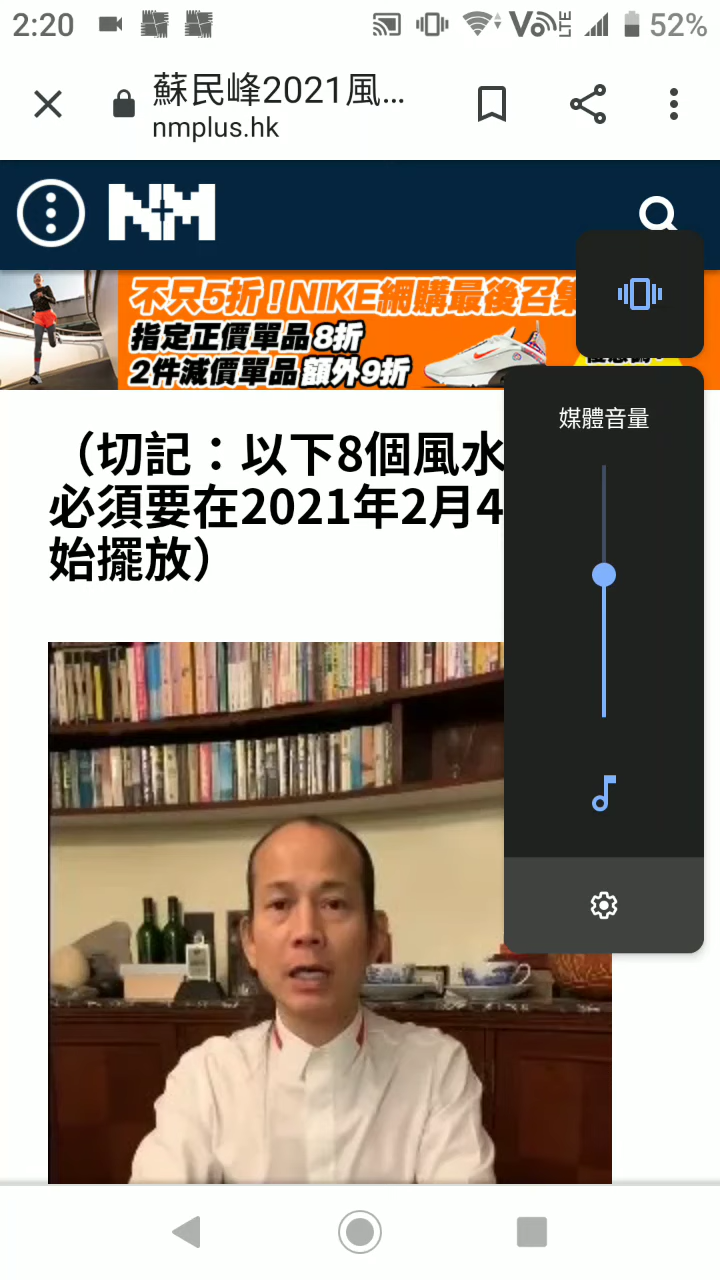 2:20
VoLTE
52%
蘇民峰2021風...
nmplus.hk
N+M
不只5折！NIKE網購最後召集
指定正價單品8折
2件減價單品額外9折
媒體音量
（切記：以下8個風水
必須要在2021年2月4
始擺放）